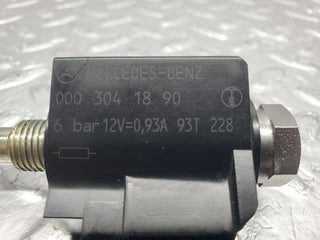 MERCEDES-BENZ
000 304 18 90
6 bar 12V=0,93A 93T 228